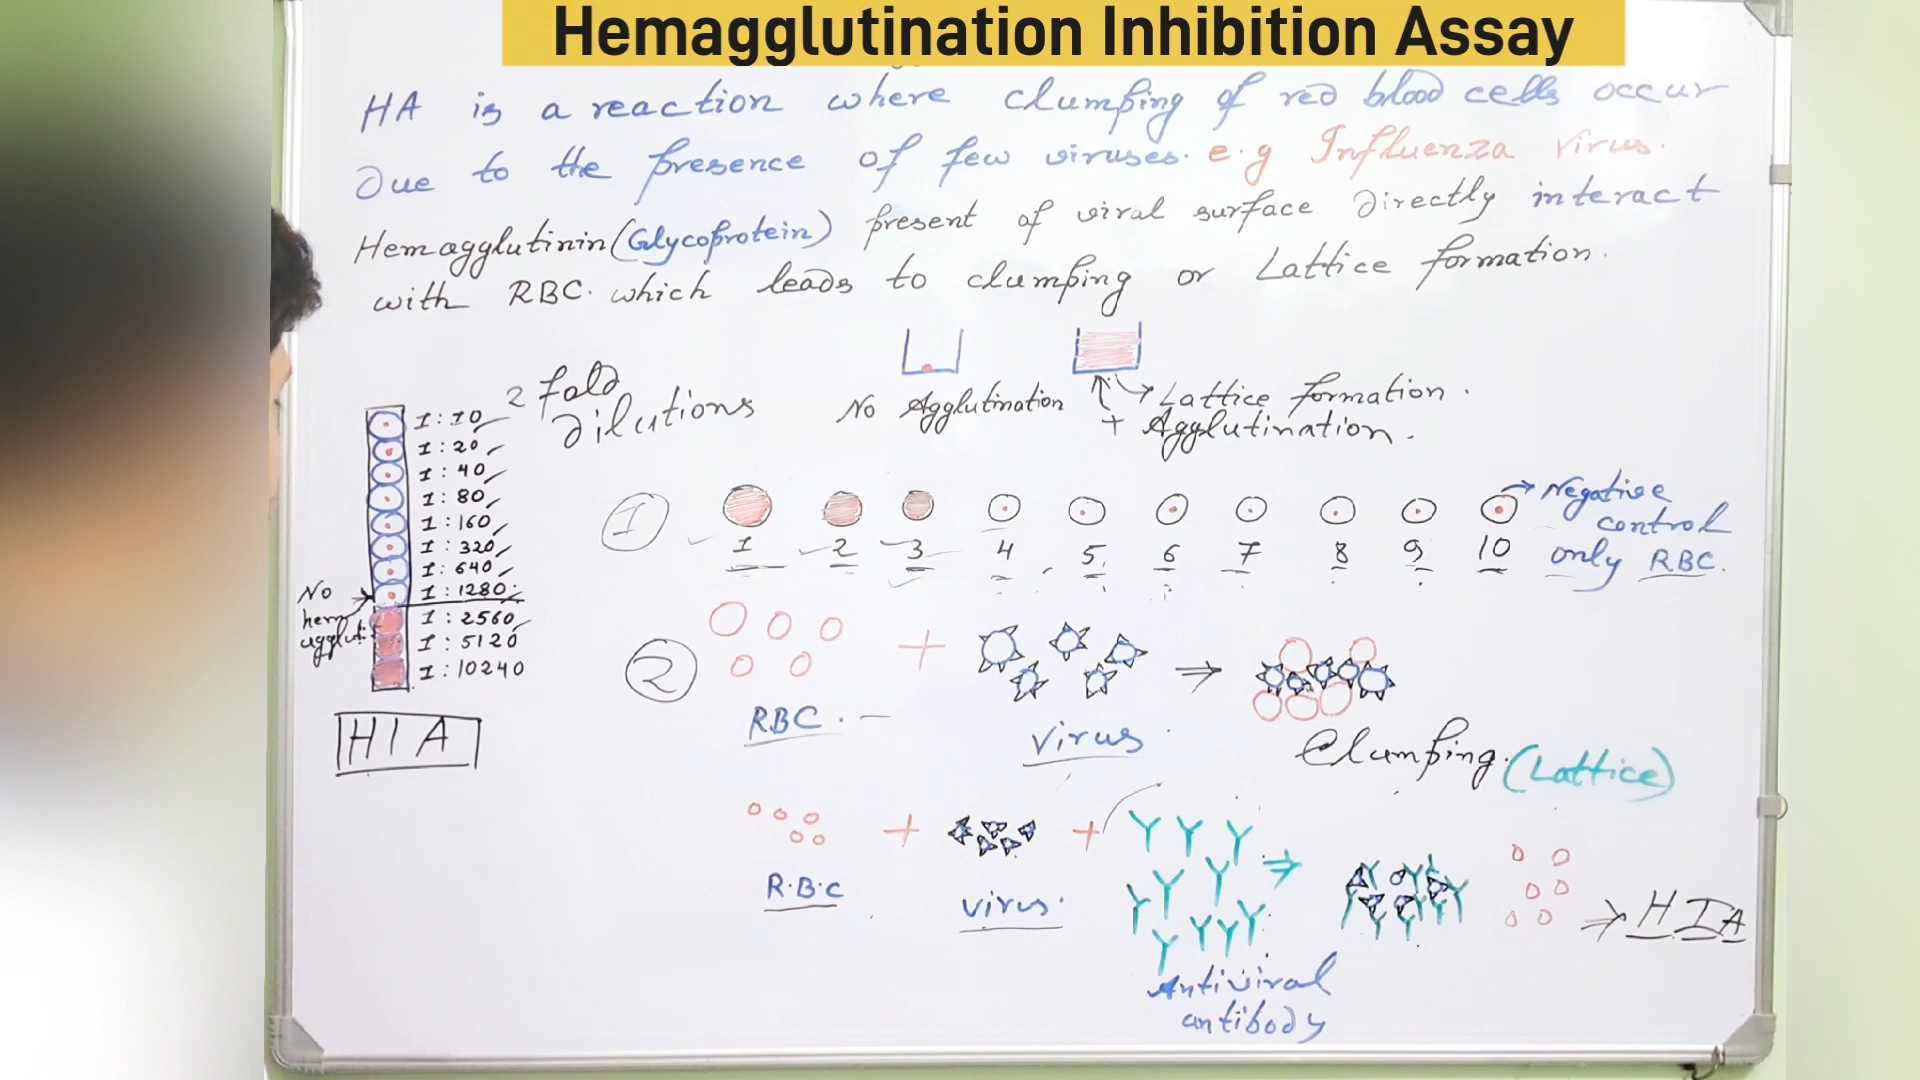 Hemagglutination Inhibition Assay
HA is a reaction where clumping of red blood cells occur
Due to the presence of few viruses. e.g Influenza virus.
Hemagglutinin (Glycoprotein) present of viral surface Directly interact
with RBC. which leads to clumping or Lattice formation.
2 fold
Dilutions
No Agglutination
Lattice formation.
+ Agglutination.
1:10
1:20
1:40
1:80
1:160
1:320
1:640
1:1280
1:2560
1:5120
1:10240
No
hem
agglut:
HIA
1
1 2 3 4 5 6 7 8 9 10
Negative
control
only RBC.
2
+
RBC.
Virus
Clumping. (Lattice)
+ +
R.B.C
virus.
Antiviral
antibody
HIA